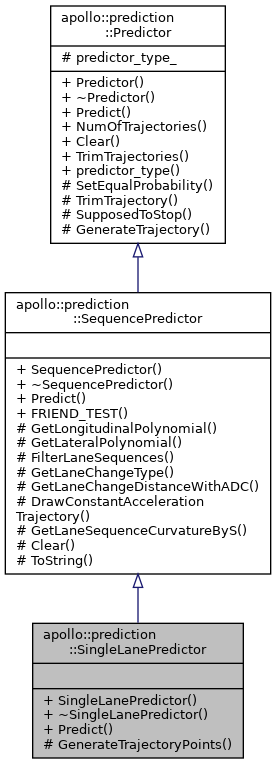 apollo::prediction
::Predictor
# predictor_type_
+ Predictor()
+ ~Predictor()
+ Predict()
+ NumOfTrajectories()
+ Clear()
+ TrimTrajectories()
+ predictor_type()
# SetEqualProbability()
# TrimTrajectory()
# SupposedToStop()
# GenerateTrajectory()
apollo::prediction
::SequencePredictor
+ SequencePredictor()
+ ~SequencePredictor()
+ Predict()
+ FRIEND_TEST()
# GetLongitudinalPolynomial()
# GetLateralPolynomial()
# FilterLaneSequences()
# GetLaneChangeType()
# GetLaneChangeDistanceWithADC()
# DrawConstantAcceleration
Trajectory()
# GetLaneSequenceCurvatureByS()
# Clear()
# ToString()
apollo::prediction
::SingleLanePredictor
+ SingleLanePredictor()
+ ~SingleLanePredictor()
+ Predict()
# GenerateTrajectoryPoints()